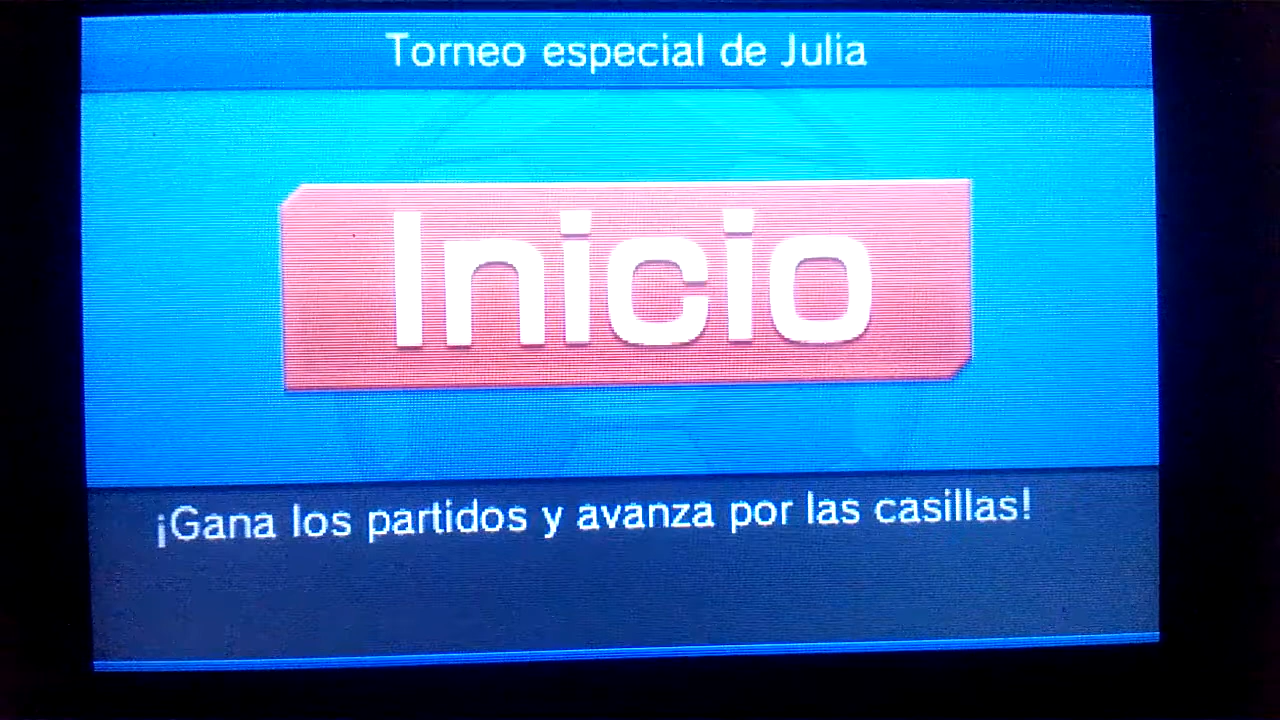 Torneo especial de Julia
Inicio
¡Gana los partidos y avanza por las casillas!